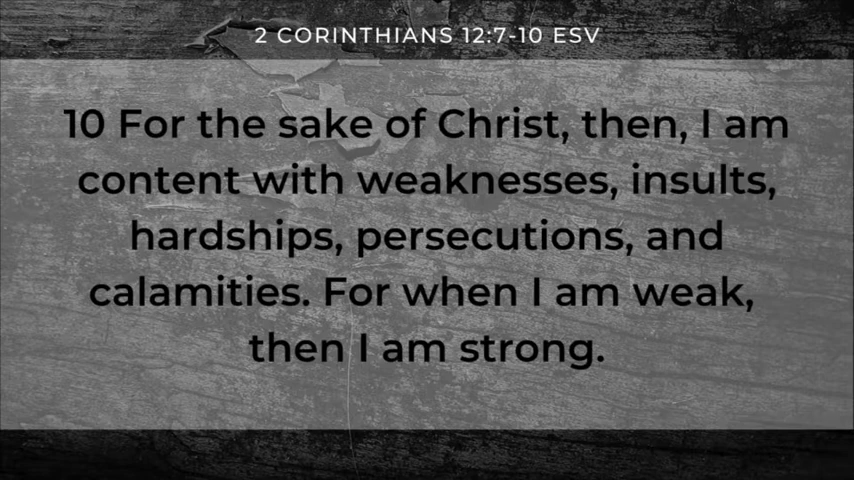 2 CORINTHIANS 12:7-10 ESV
10 For the sake of Christ, then, I am
content with weaknesses, insults,
hardships, persecutions, and
calamities. For when I am weak,
then I am strong.